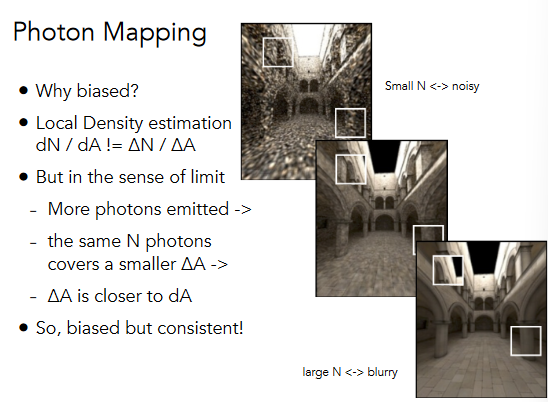 Photon Mapping
• Why biased?
• Local Density estimation
dN / dA != ΔN / ΔA
• But in the sense of limit
- More photons emitted ->
- the same N photons
covers a smaller ΔA ->
- ΔA is closer to dA
• So, biased but consistent!
Small N <-> noisy
large N <-> blurry